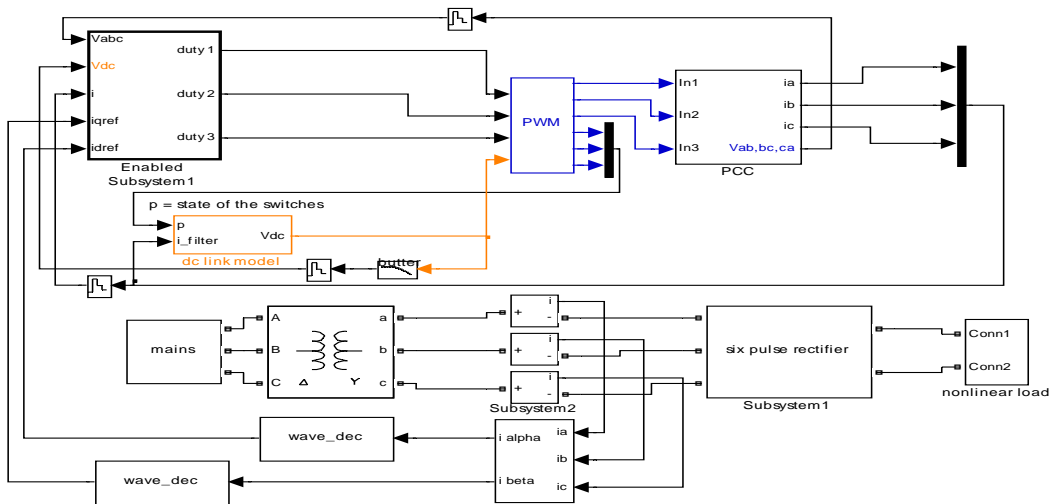 Vabc
Vdc
i
iqref
idref
duty 1
duty 2
duty 3
Enabled
Subsystem1
PWM
In1
In2
In3
ia
ib
ic
Vab,bc,ca
PCC
p = state of the switches
p
i_filter
Vdc
dc link model
butter
mains
A
B
C
Δ
Y
a
b
c
i
+
-
i
+
-
i
+
-
Subsystem2
six pulse rectifier
Subsystem1
Conn1
Conn2
nonlinear load
wave_dec
wave_dec
i alpha
i beta
ia
ib
ic